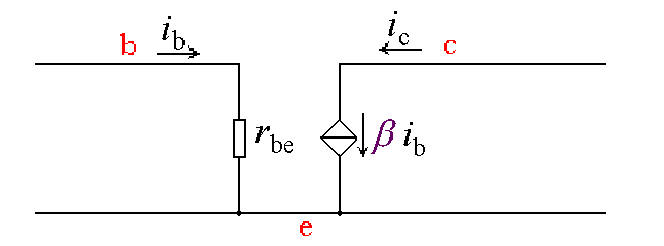 b i_b i_c c
r_be β i_b
e